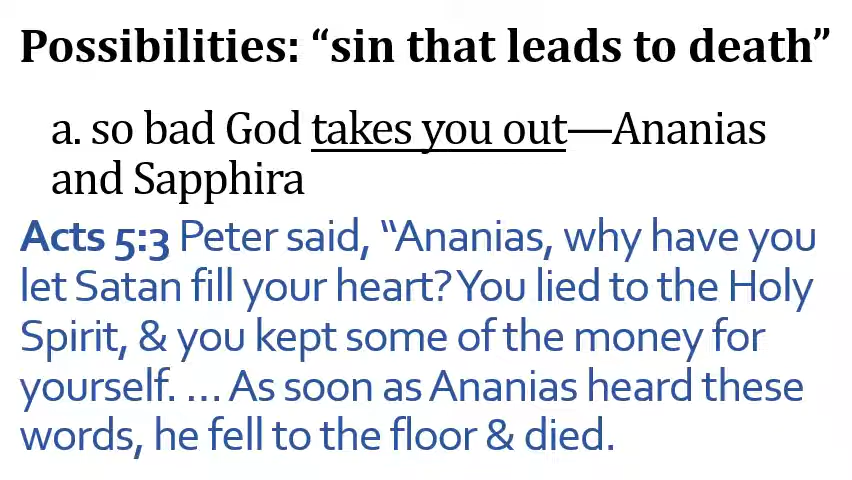 Possibilities: “sin that leads to death”
a. so bad God takes you out—Ananias
and Sapphira
Acts 5:3 Peter said, “Ananias, why have you
let Satan fill your heart? You lied to the Holy
Spirit, & you kept some of the money for
yourself. … As soon as Ananias heard these
words, he fell to the floor & died.